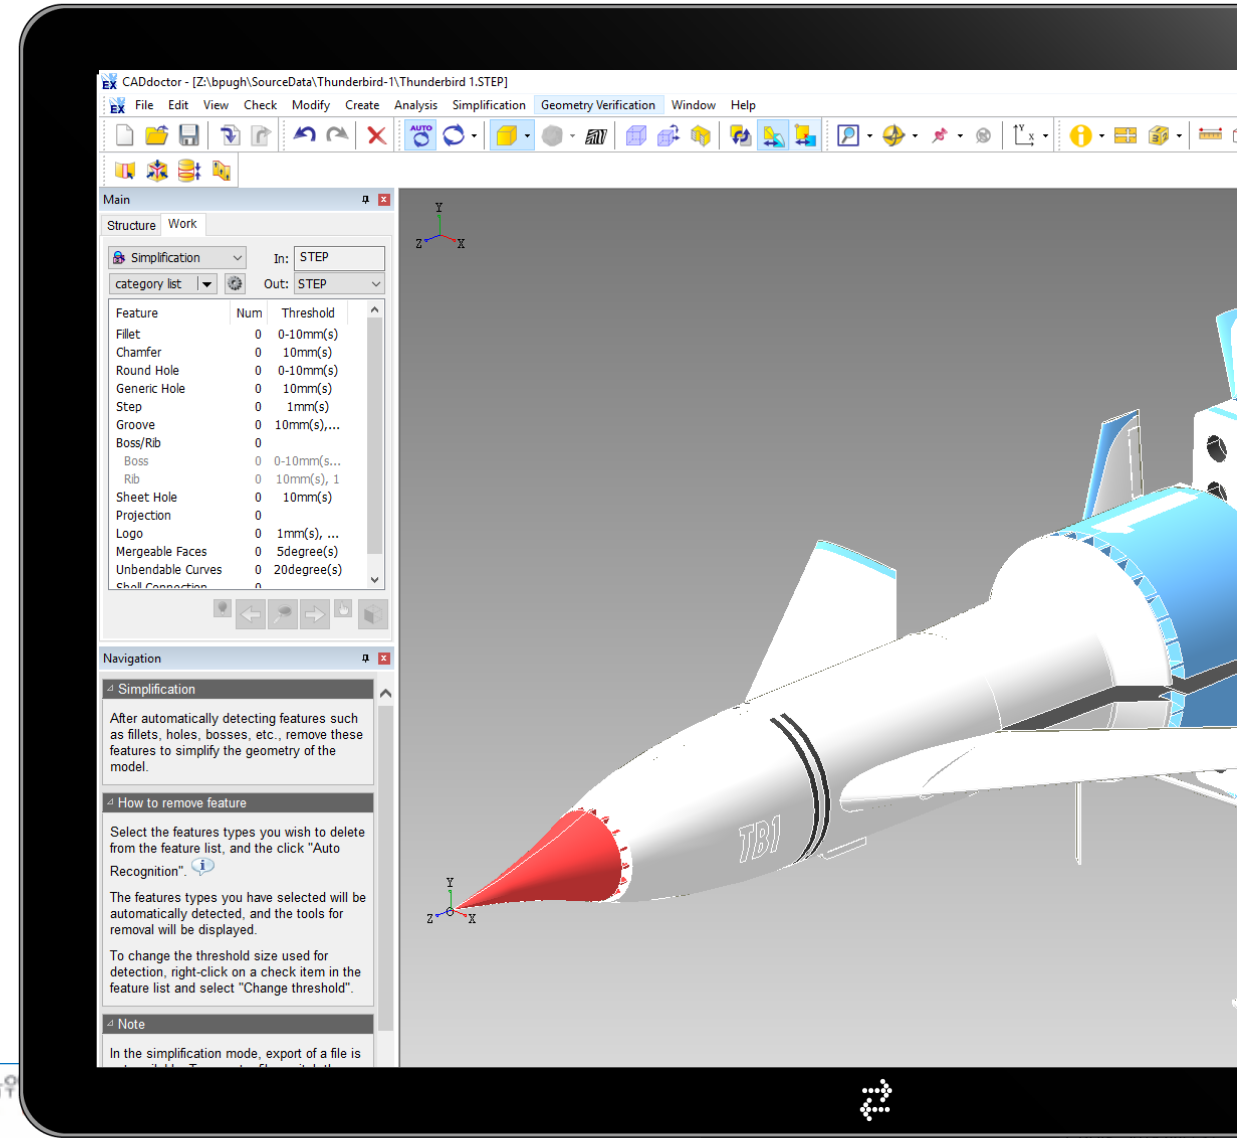 CADdoctor - [Z:\bpugh\SourceData\Thunderbird-1\Thunderbird 1.STEP]
EX File Edit View Check Modify Create Analysis Simplification Geometry Verification Window Help
AUTO
Y x
Main
Structure Work
Simplification In: STEP
category list Out: STEP
Feature Num Threshold
Fillet 0 0-10mm(s)
Chamfer 0 10mm(s)
Round Hole 0 0-10mm(s)
Generic Hole 0 10mm(s)
Step 0 1mm(s)
Groove 0 10mm(s),...
Boss/Rib 0
Boss 0 0-10mm(s...
Rib 0 10mm(s), 1
Sheet Hole 0 10mm(s)
Projection 0
Logo 0 1mm(s), ...
Mergeable Faces 0 5degree(s)
Unbendable Curves 0 20degree(s)
Shell Connection 0
Navigation
Simplification
After automatically detecting features such
as fillets, holes, bosses, etc., remove these
features to simplify the geometry of the
model.
How to remove feature
Select the features types you wish to delete
from the feature list, and the click "Auto
Recognition".
The features types you have selected will be
automatically detected, and the tools for
removal will be displayed.
To change the threshold size used for
detection, right-click on a check item in the
feature list and select "Change threshold".
Note
In the simplification mode, export of a file is
Y
Z X
TB1
Y
Z X